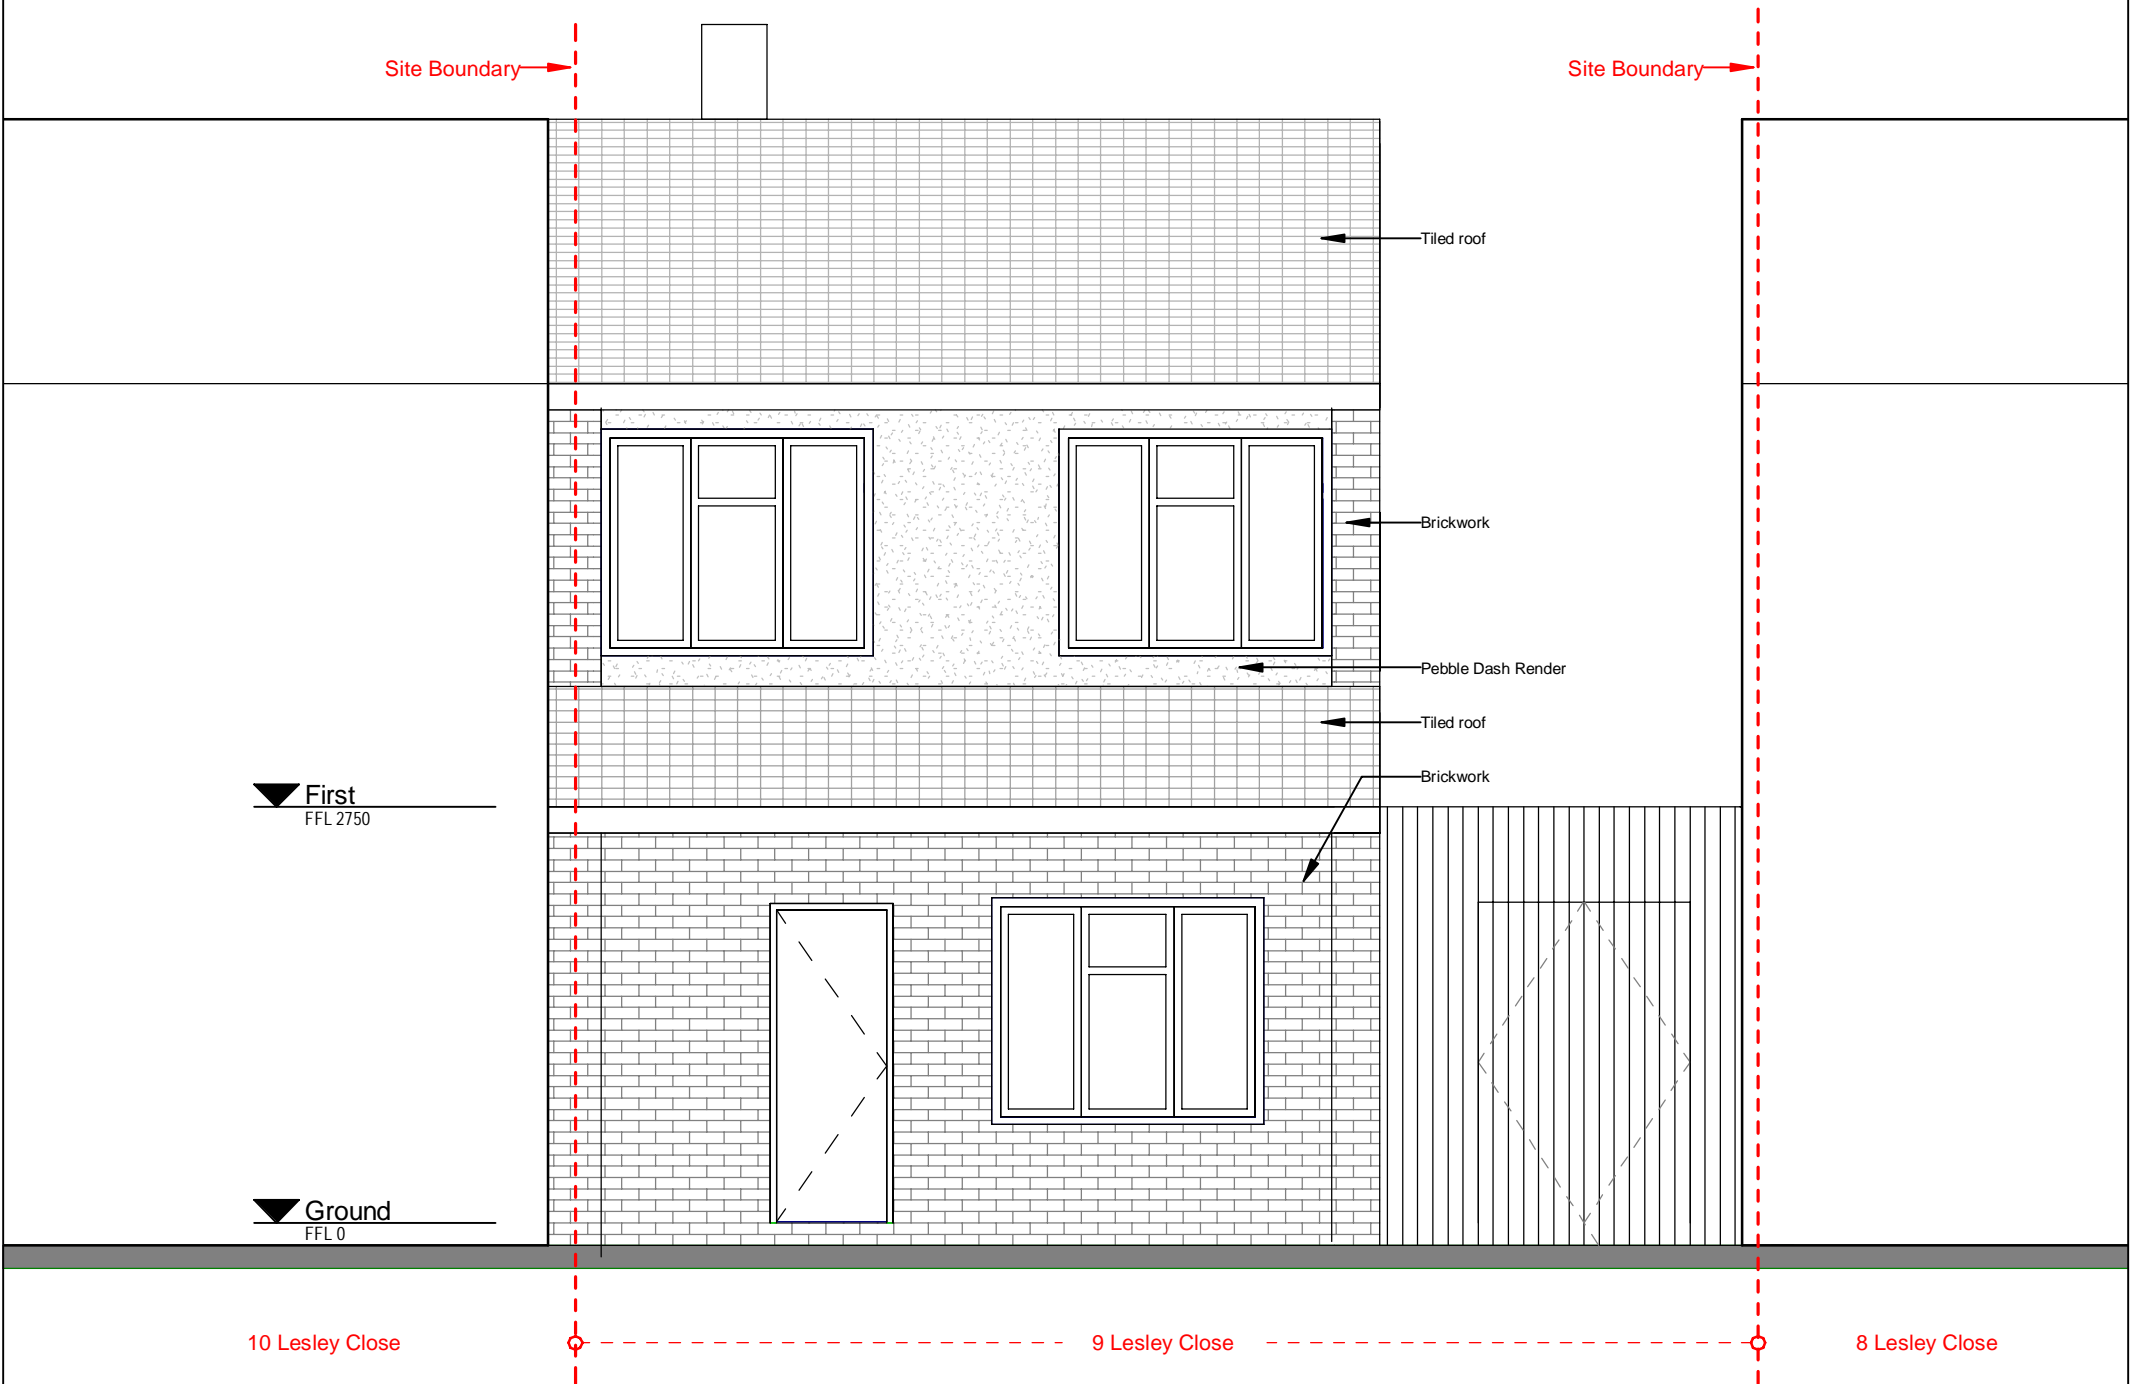 Site Boundary
Site Boundary
Tiled roof
Brickwork
Pebble Dash Render
Tiled roof
Brickwork
First
FFL 2750
Ground
FFL 0
10 Lesley Close
9 Lesley Close
8 Lesley Close